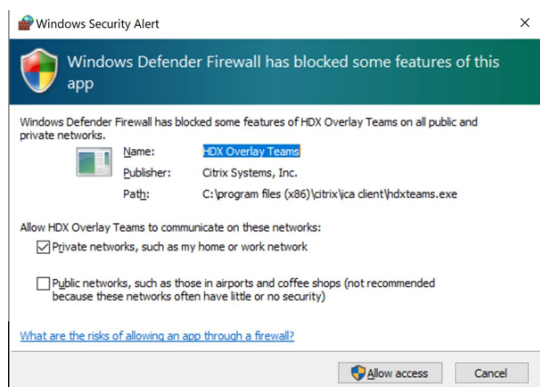 Windows Security Alert
Windows Defender Firewall has blocked some features of this
app
Windows Defender Firewall has blocked some features of HDX Overlay Teams on all public and
private networks.
Name: HDX Overlay Teams
Publisher: Citrix Systems, Inc.
Path: C:\program files (x86)\citrix\ica client\hdxteams.exe
Allow HDX Overlay Teams to communicate on these networks:
Private networks, such as my home or work network
Public networks, such as those in airports and coffee shops (not recommended
because these networks often have little or no security)
What are the risks of allowing an app through a firewall?
Allow access Cancel